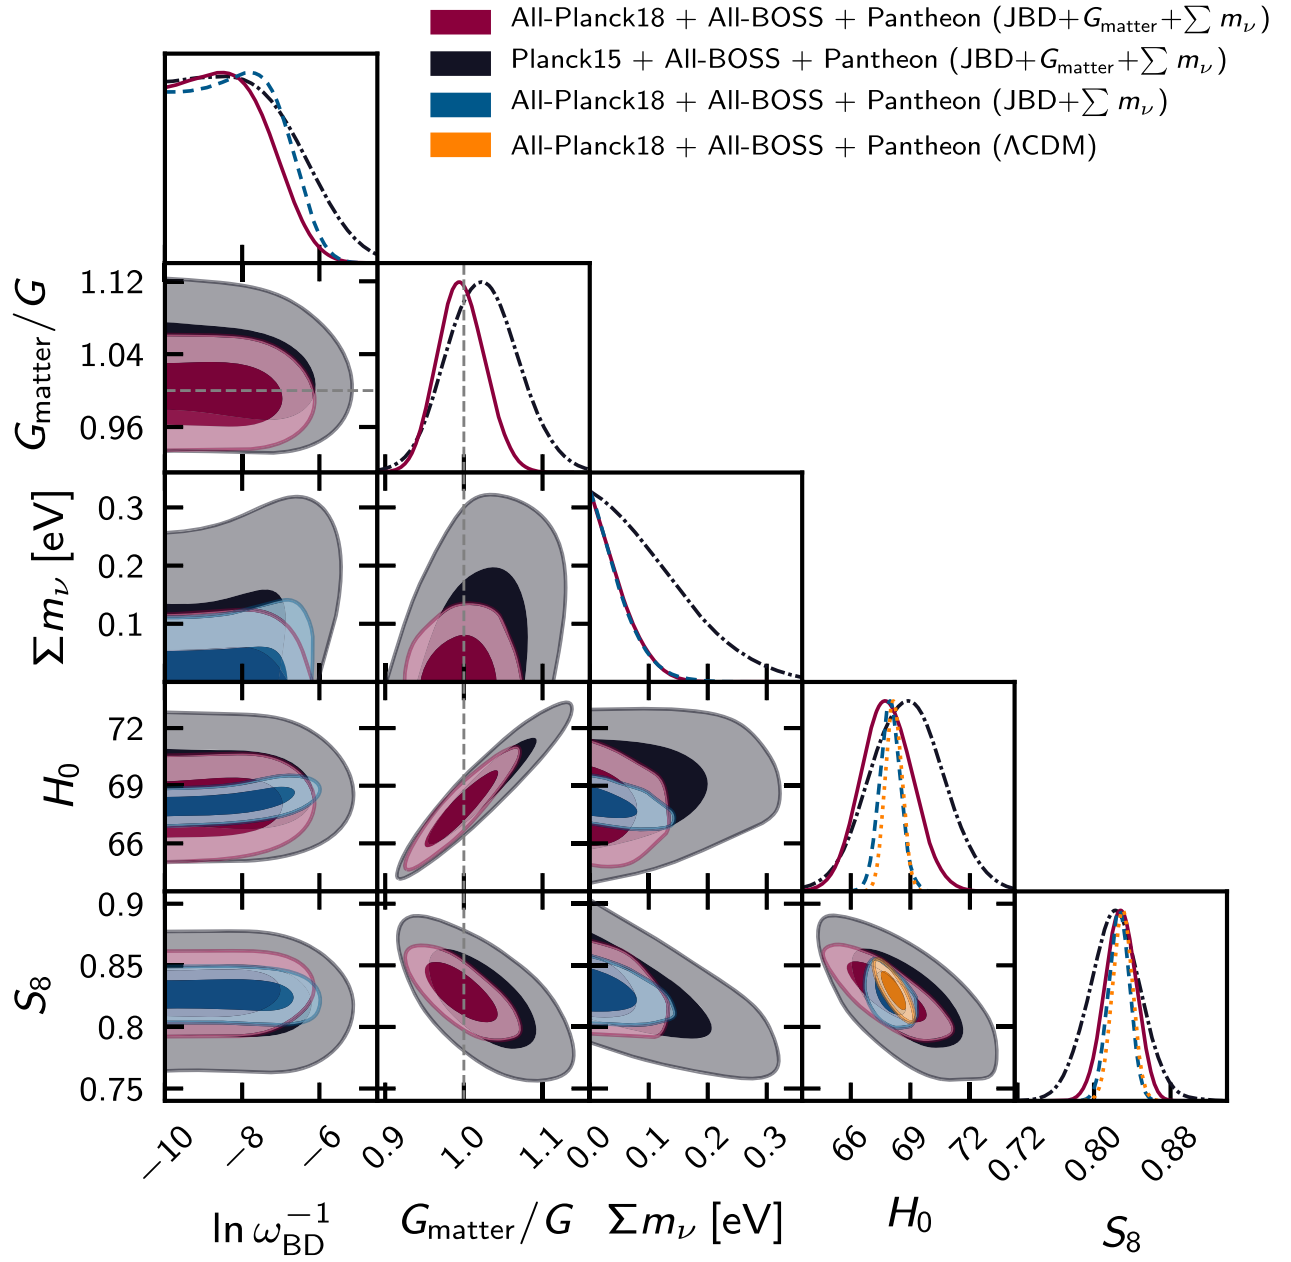 All-Planck18 + All-BOSS + Pantheon (JBD+G_matter+∑ m_ν)
Planck15 + All-BOSS + Pantheon (JBD+G_matter+∑ m_ν)
All-Planck18 + All-BOSS + Pantheon (JBD+∑ m_ν)
All-Planck18 + All-BOSS + Pantheon (ΛCDM)
G_matter/G
1.12
1.04
0.96
Σm_ν [eV]
0.3
0.2
0.1
H_0
72
69
66
S_8
0.9
0.85
0.8
0.75
−10 −8 −6 0.9 1.0 1.1 0.0 0.1 0.2 0.3 66 69 72 0.72 0.80 0.88
ln ω_BD^−1 G_matter/G Σm_ν [eV] H_0 S_8